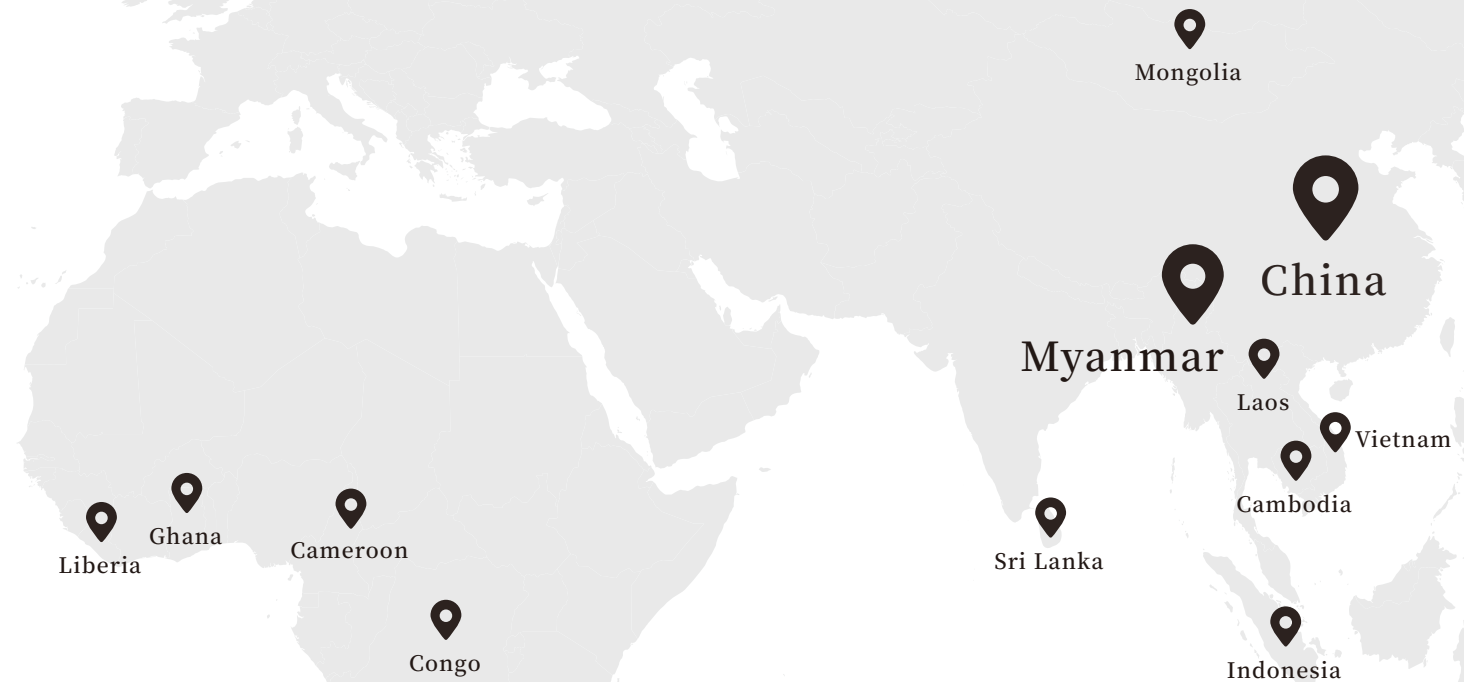 Mongolia
China
Myanmar
Laos
Vietnam
Cambodia
Ghana
Cameroon
Liberia
Sri Lanka
Congo
Indonesia